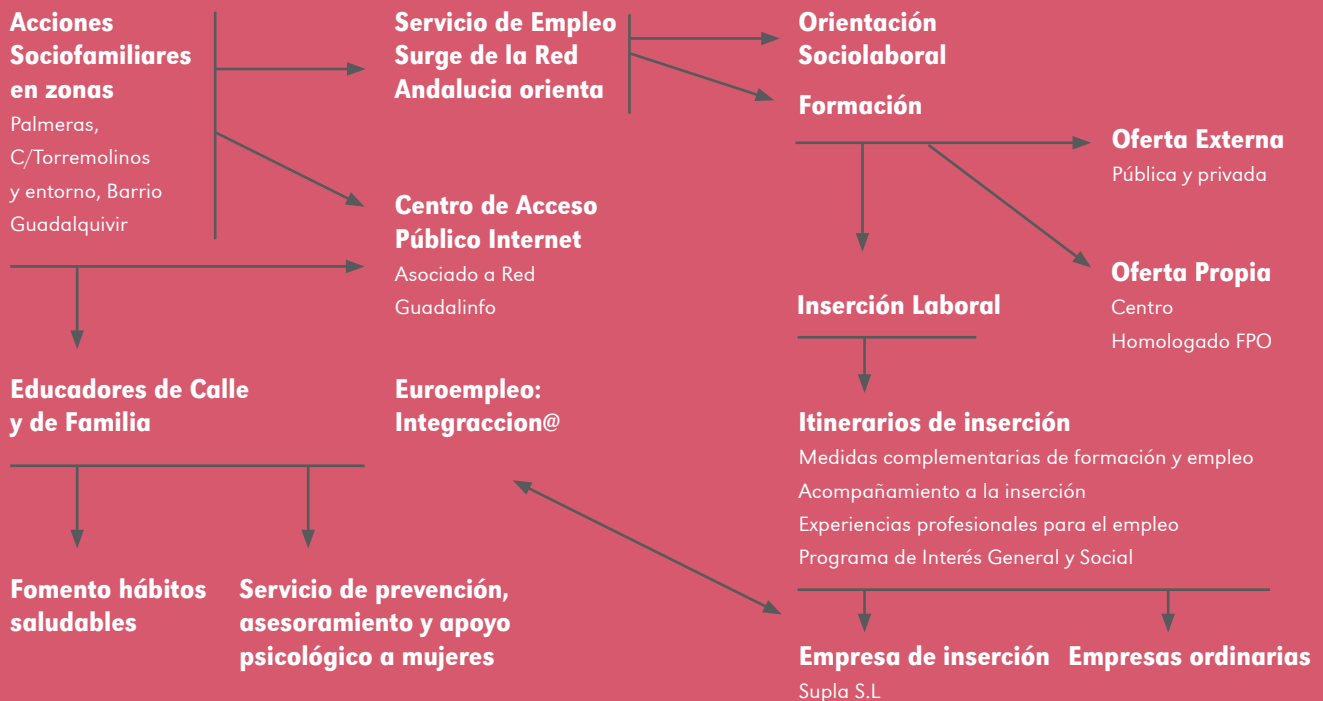 Acciones
Sociofamiliares
en zonas
Palmeras,
C/Torremolinos
y entorno, Barrio
Guadalquivir
Servicio de Empleo
Surge de la Red
Andalucia orienta
Orientación
Sociolaboral
Formación
Oferta Externa
Pública y privada
Centro de Acceso
Público Internet
Asociado a Red
Guadalinfo
Oferta Propia
Centro
Homologado FPO
Inserción Laboral
Educadores de Calle
y de Familia
Euroempleo:
Integraccion@
Itinerarios de inserción
Medidas complementarias de formación y empleo
Acompañamiento a la inserción
Experiencias profesionales para el empleo
Programa de Interés General y Social
Fomento hábitos
saludables
Servicio de prevención,
asesoramiento y apoyo
psicológico a mujeres
Empresa de inserción
Supla S.L
Empresas ordinarias